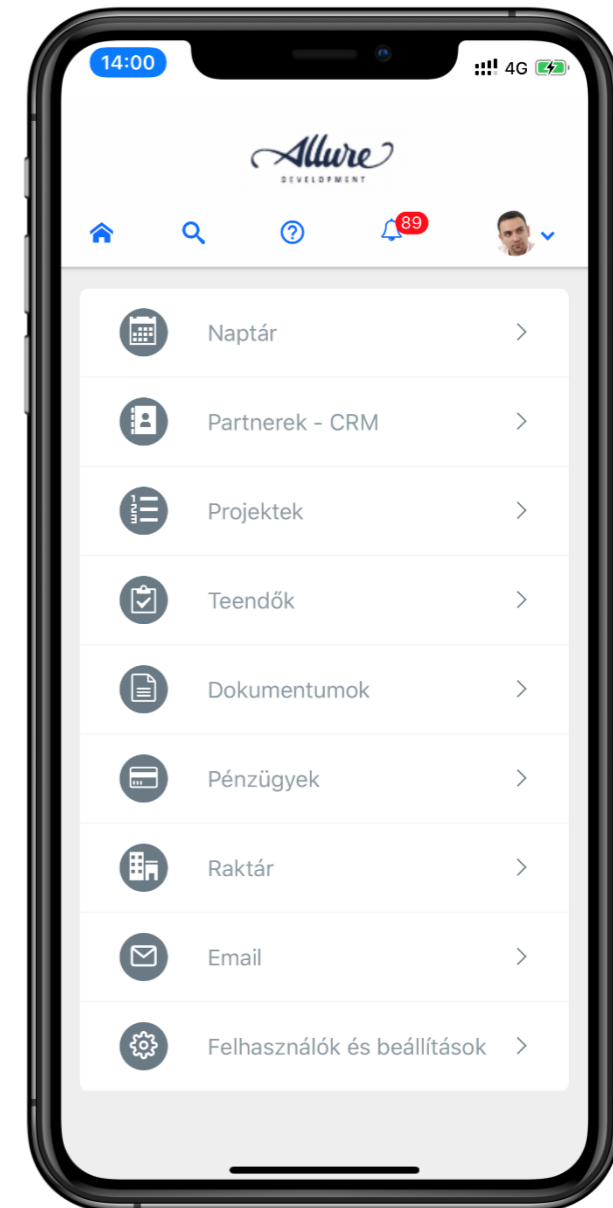 14:00
4G
Allure
DEVELOPMENT
89
Naptár
Partnerek - CRM
Projektek
Teendők
Dokumentumok
Pénzügyek
Raktár
Email
Felhasználók és beállítások